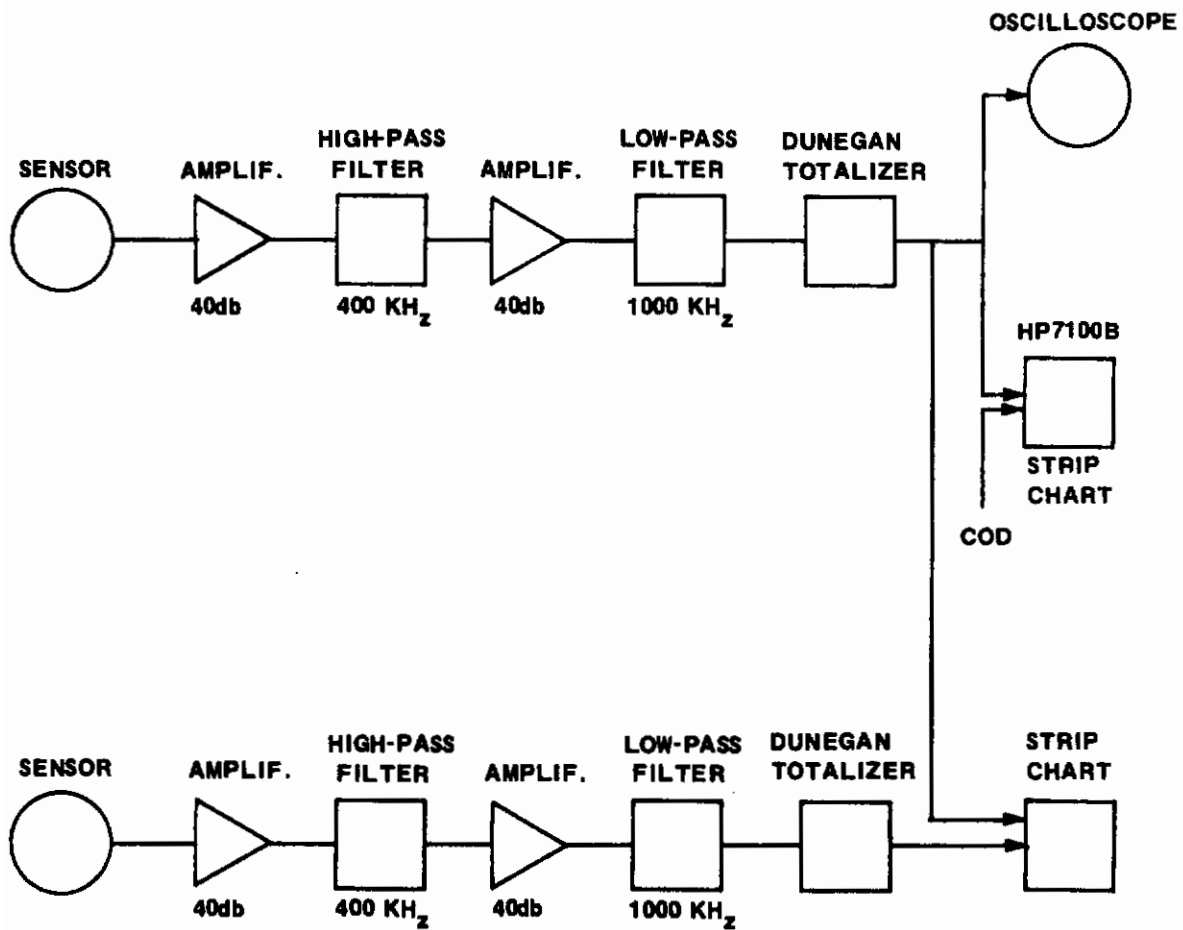 OSCILLOSCOPE
SENSOR
AMPLIF.
HIGH-PASS
FILTER
AMPLIF.
LOW-PASS
FILTER
DUNEGAN
TOTALIZER
40db
400 KHz
40db
1000 KHz
HP7100B
STRIP
CHART
COD
SENSOR
AMPLIF.
HIGH-PASS
FILTER
AMPLIF.
LOW-PASS
FILTER
DUNEGAN
TOTALIZER
STRIP
CHART
40db
400 KHz
40db
1000 KHz